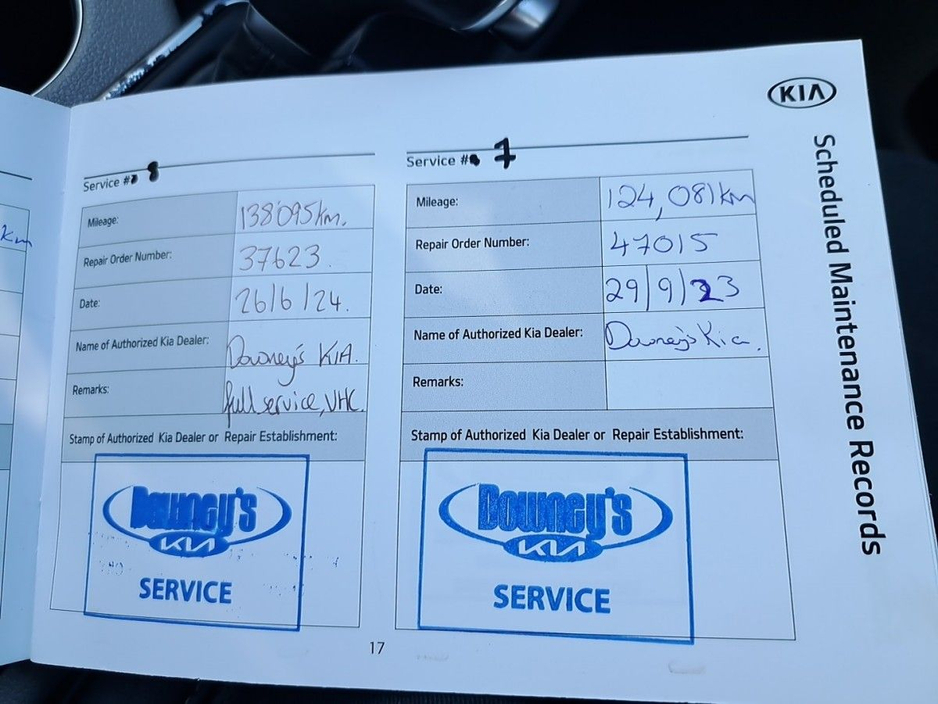 KIA
Scheduled Maintenance Records
km
Service # 8
Mileage: 138095km.
Repair Order Number: 37623.
Date: 26/6/24.
Name of Authorized Kia Dealer: Downey's KIA.
Remarks: full service, VHC.
Stamp of Authorized Kia Dealer or Repair Establishment:
Downey's
KIA
SERVICE
Service # 7
Mileage: 124,081km
Repair Order Number: 47015
Date: 29/9/23
Name of Authorized Kia Dealer: Downey's Kia.
Remarks:
Stamp of Authorized Kia Dealer or Repair Establishment:
Downey's
KIA
SERVICE
17